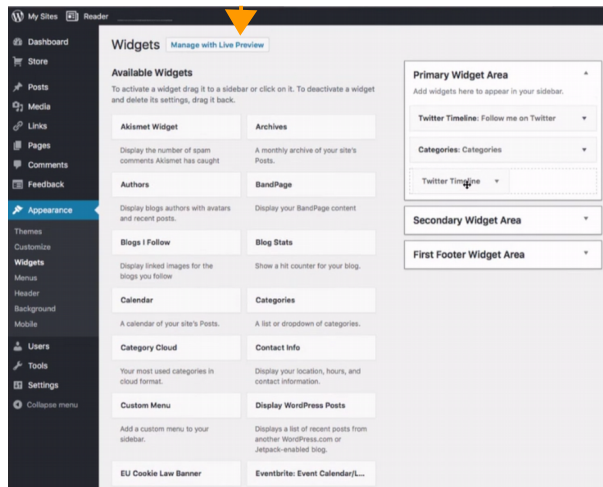 My Sites Reader
Dashboard
Store
Posts
Media
Links
Pages
Comments
Feedback
Appearance
Themes
Customize
Widgets
Menus
Header
Background
Mobile
Users
Tools
Settings
Collapse menu
Widgets Manage with Live Preview
Available Widgets
To activate a widget drag it to a sidebar or click on it. To deactivate a widget
and delete its settings, drag it back.
Akismet Widget
Display the number of spam
comments Akismet has caught
Archives
A monthly archive of your site's
Posts.
Authors
Display blogs authors with avatars
and recent posts.
BandPage
Display your BandPage content
Blogs I Follow
Display linked images for the
blogs you follow
Blog Stats
Show a hit counter for your blog.
Calendar
A calendar of your site's Posts.
Categories
A list or dropdown of categories.
Category Cloud
Your most used categories in
cloud format.
Contact Info
Display your location, hours, and
contact information.
Custom Menu
Add a custom menu to your
sidebar.
Display WordPress Posts
Displays a list of recent posts from
another WordPress.com or
Jetpack-enabled blog.
EU Cookie Law Banner
Eventbrite: Event Calendar/L...
Primary Widget Area
Add widgets here to appear in your sidebar.
Twitter Timeline: Follow me on Twitter
Categories: Categories
Twitter Timeline
Secondary Widget Area
First Footer Widget Area